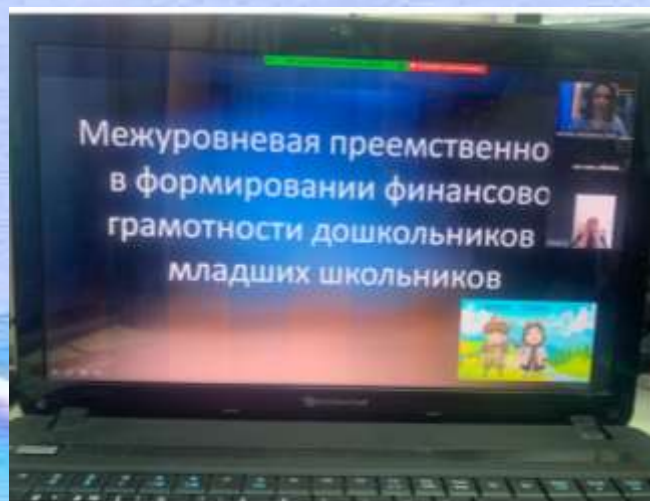 Межуровневая преемственно
в формировании финансово
грамотности дошкольников
младших школьников